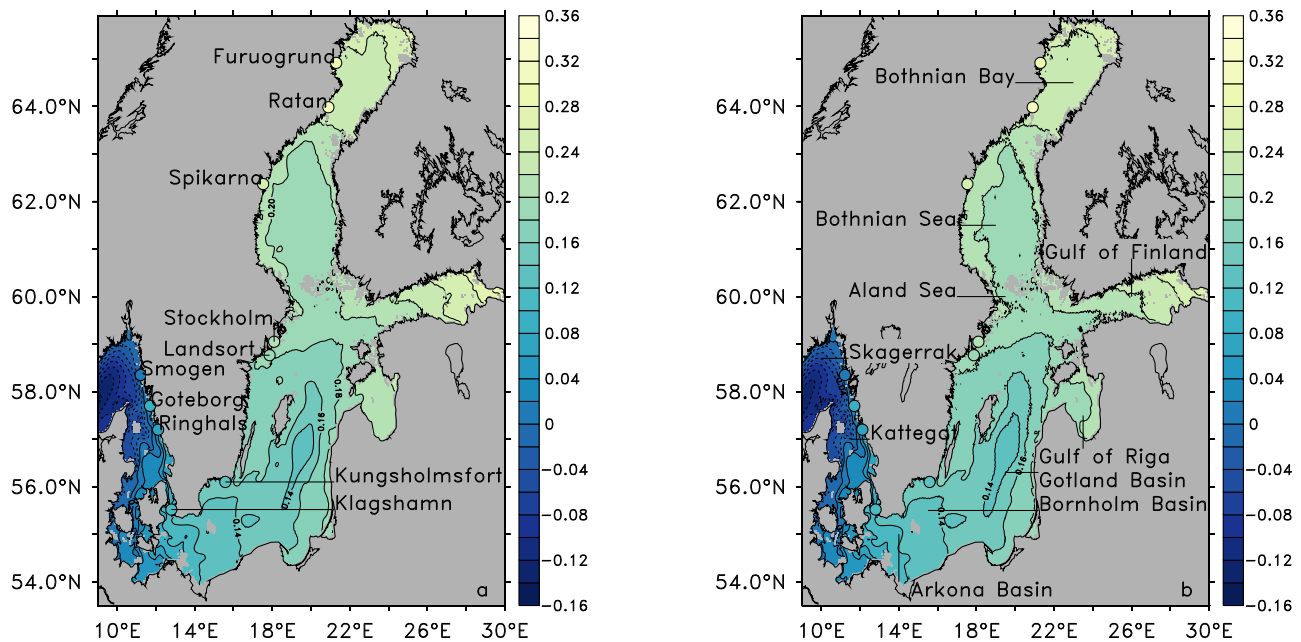 Furuogrund
Ratan
Spikarna
Stockholm
Landsort
Smogen
Goteborg
Ringhals
Kungsholmsfort
Klagshamn
0.20
0.18
0.16
0.14
0.14
a
64.0°N
62.0°N
60.0°N
58.0°N
56.0°N
54.0°N
10°E 14°E 18°E 22°E 26°E 30°E
0.36
0.32
0.28
0.24
0.2
0.16
0.12
0.08
0.04
0
−0.04
−0.08
−0.12
−0.16
Bothnian Bay
Bothnian Sea
Gulf of Finland
Aland Sea
Skagerrak
Kattegat
Gulf of Riga
Gotland Basin
Bornholm Basin
Arkona Basin
0.16
0.14
0.14
b
64.0°N
62.0°N
60.0°N
58.0°N
56.0°N
54.0°N
10°E 14°E 18°E 22°E 26°E 30°E
0.36
0.32
0.28
0.24
0.2
0.16
0.12
0.08
0.04
0
−0.04
−0.08
−0.12
−0.16